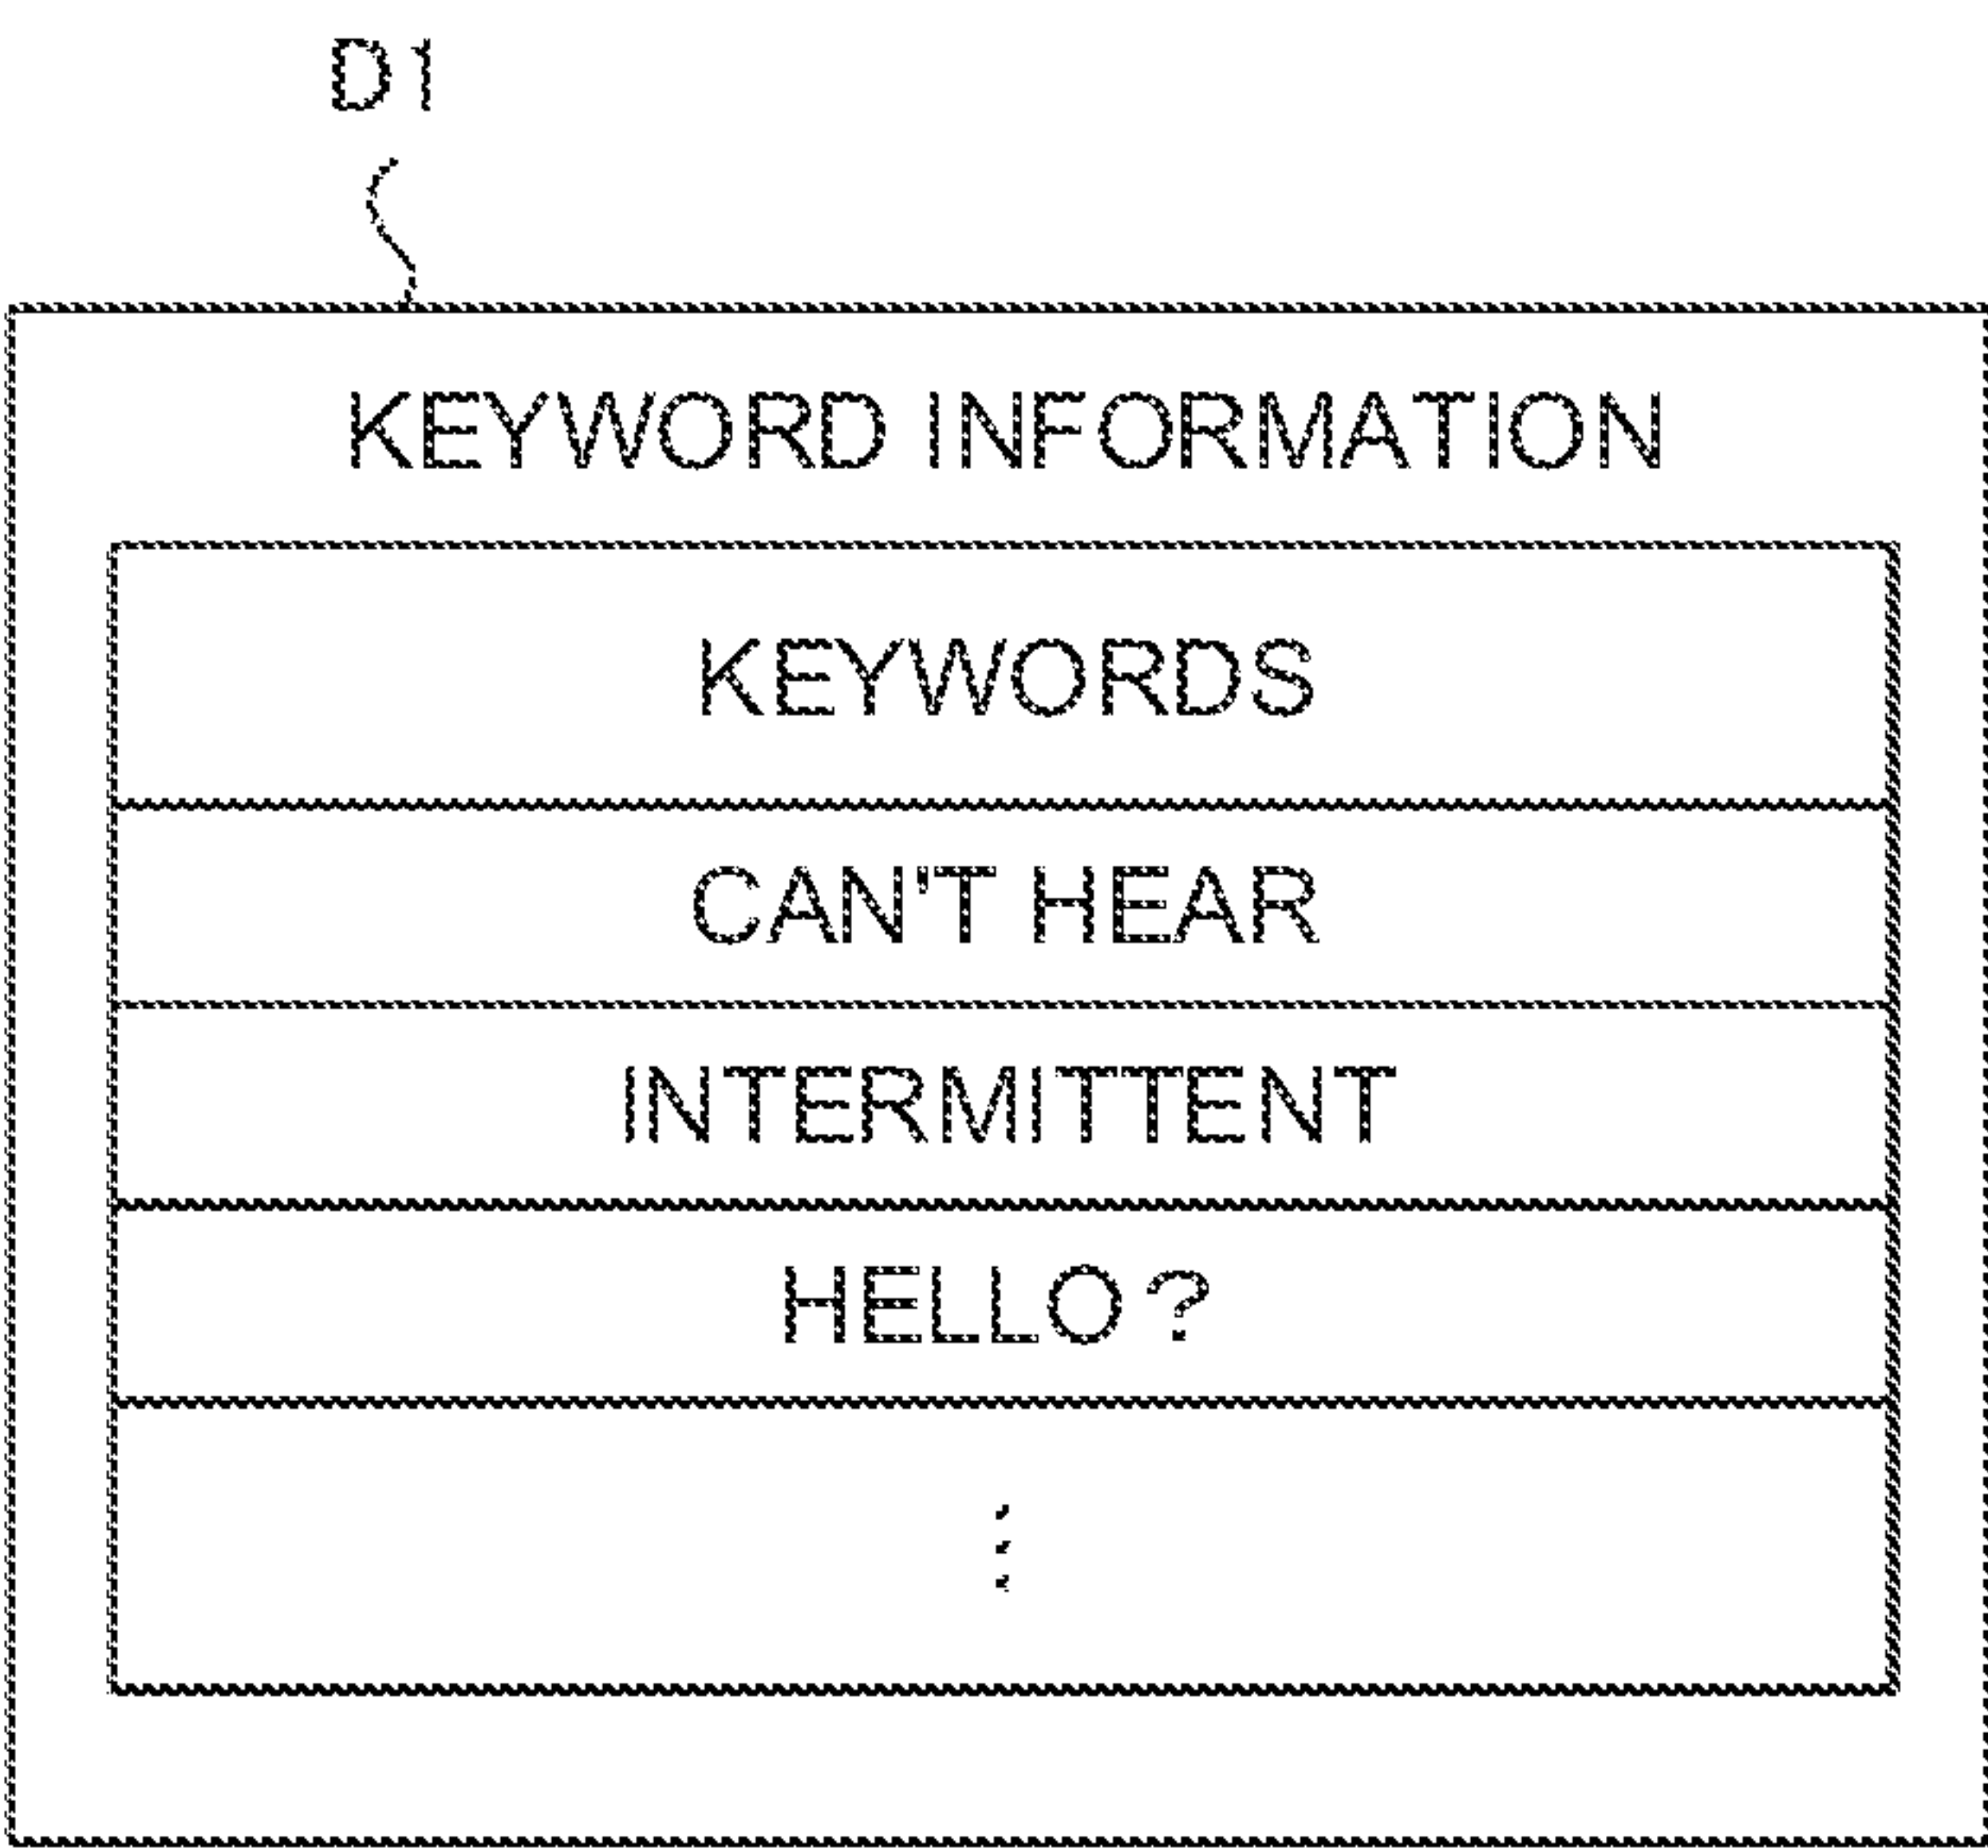 D1
KEYWORD INFORMATION
KEYWORDS
CAN'T HEAR
INTERMITTENT
HELLO ?
⋮